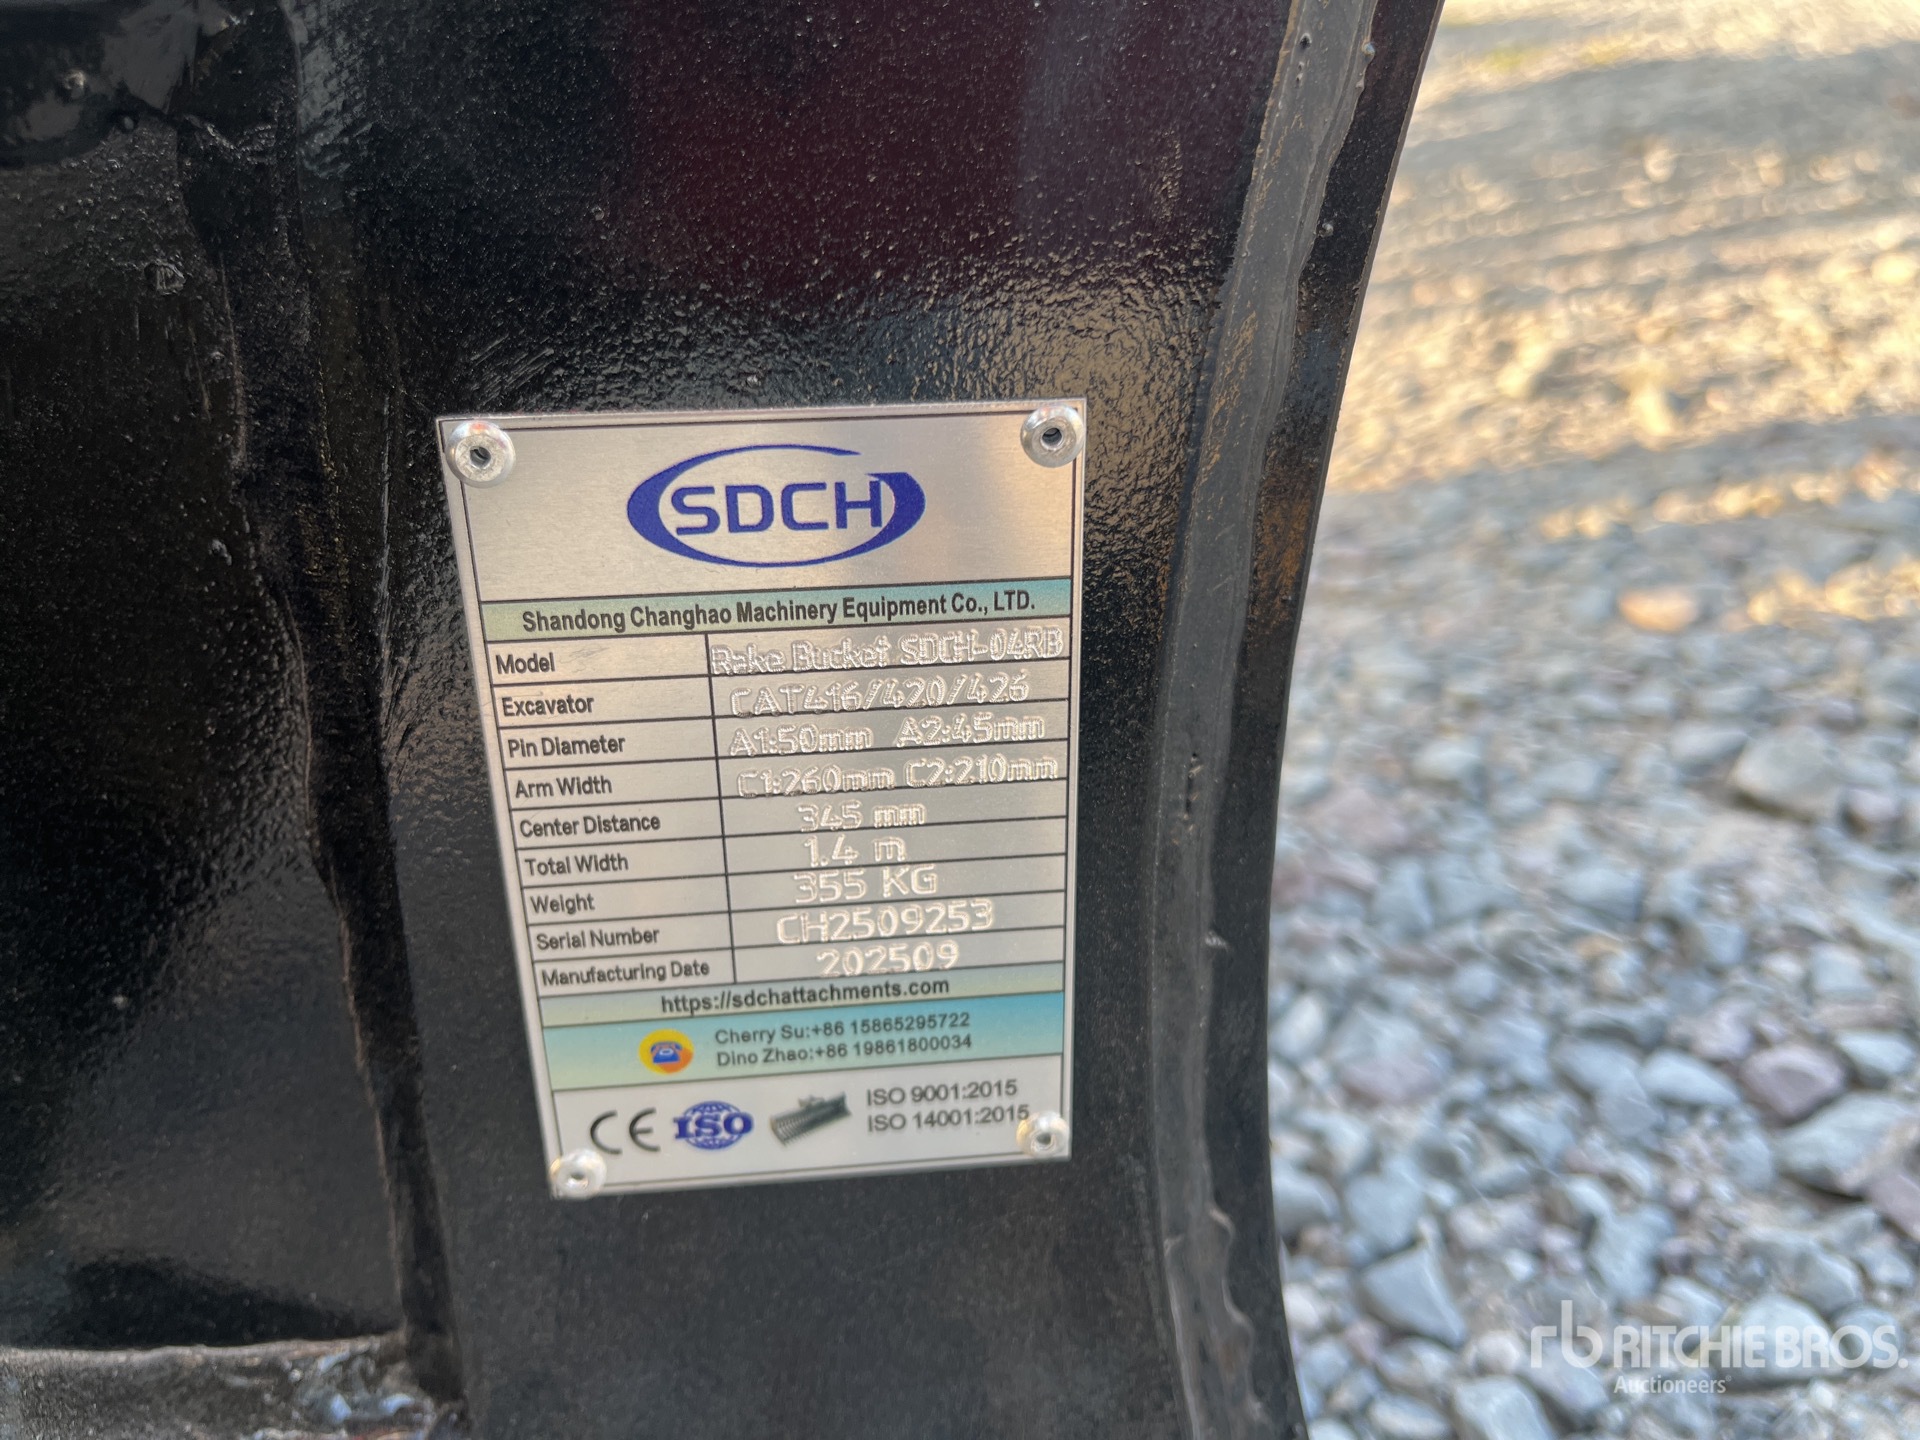 SDCH
Shandong Changhao Machinery Equipment Co., LTD.
Model Rake Bucket SDCH-04RB
Excavator CAT416/420/426
Pin Diameter A1:50mm A2:45mm
Arm Width C1:260mm C2:210mm
Center Distance 345 mm
Total Width 1.4 m
Weight 355 KG
Serial Number CH2509253
Manufacturing Date 202509
https://sdchattachments.com
Cherry Su:+86 15865295722
Dino Zhao:+86 19861800034
CE ISO ISO 9001:2015
ISO 14001:2015
rb RITCHIE BROS.
Auctioneers